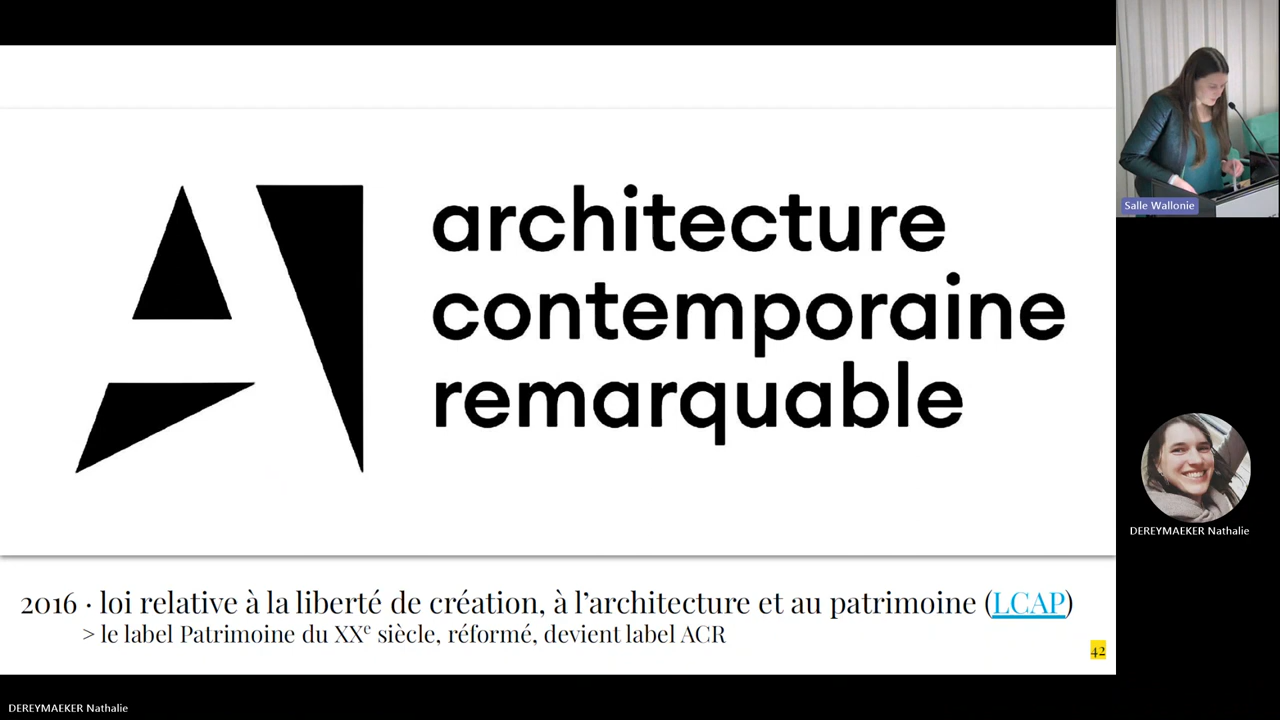 architecture
contemporaine
remarquable
2016 · loi relative à la liberté de création, à l’architecture et au patrimoine (LCAP)
> le label Patrimoine du XXᵉ siècle, réformé, devient label ACR
42
Salle Wallonie
DEREYMAEKER Nathalie
DEREYMAEKER Nathalie